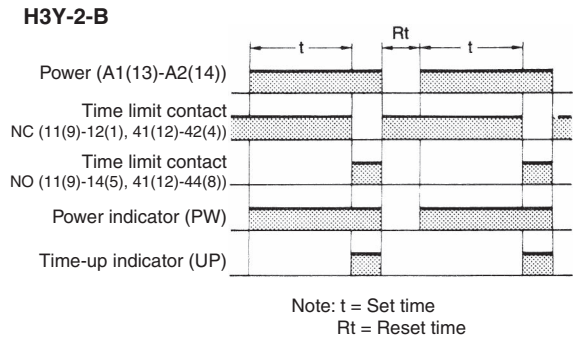 H3Y-2-B
Rt
t
t
Power (A1(13)-A2(14))
Time limit contact
NC (11(9)-12(1), 41(12)-42(4))
Time limit contact
NO (11(9)-14(5), 41(12)-44(8))
Power indicator (PW)
Time-up indicator (UP)
Note: t = Set time
Rt = Reset time